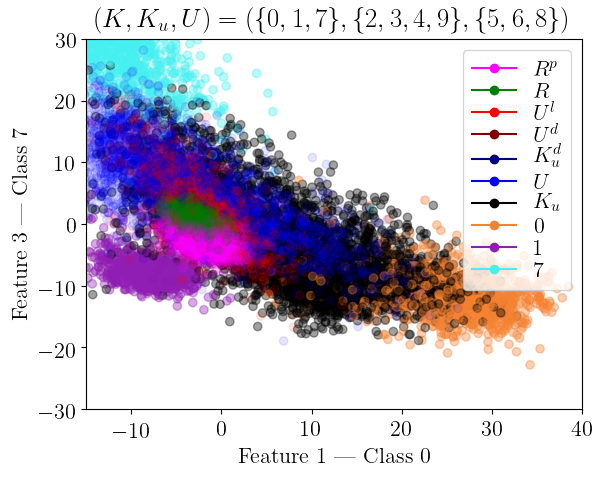 (K, K_u, U) = ({0, 1, 7}, {2, 3, 4, 9}, {5, 6, 8})
30
20
10
0
−10
−20
−30
Feature 3 — Class 7
R^p
R
U^l
U^d
K_u^d
U
K_u
0
1
7
−10
0
10
20
30
40
Feature 1 — Class 0